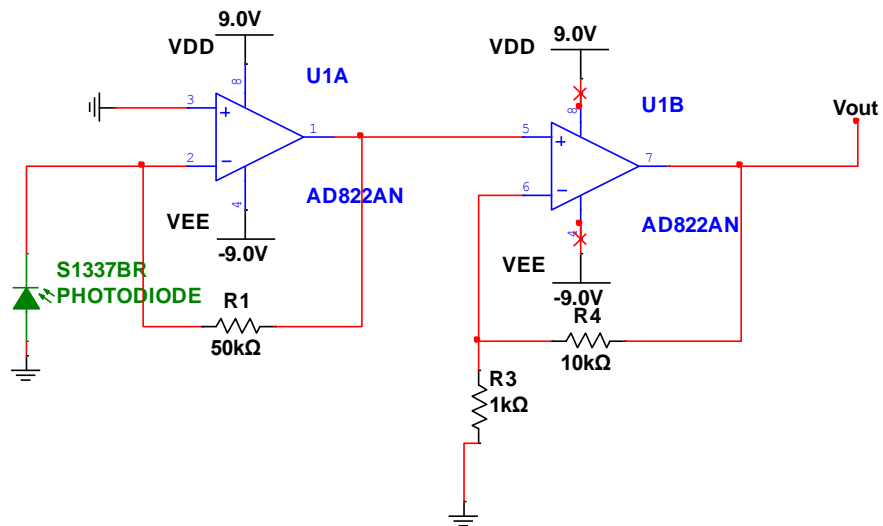 9.0V
VDD
8
U1A
3
1
2
AD822AN
4
VEE
-9.0V
9.0V
VDD
8
U1B
Vout
5
7
6
AD822AN
4
VEE
-9.0V
S1337BR
PHOTODIODE
R1
50kΩ
R4
10kΩ
R3
1kΩ